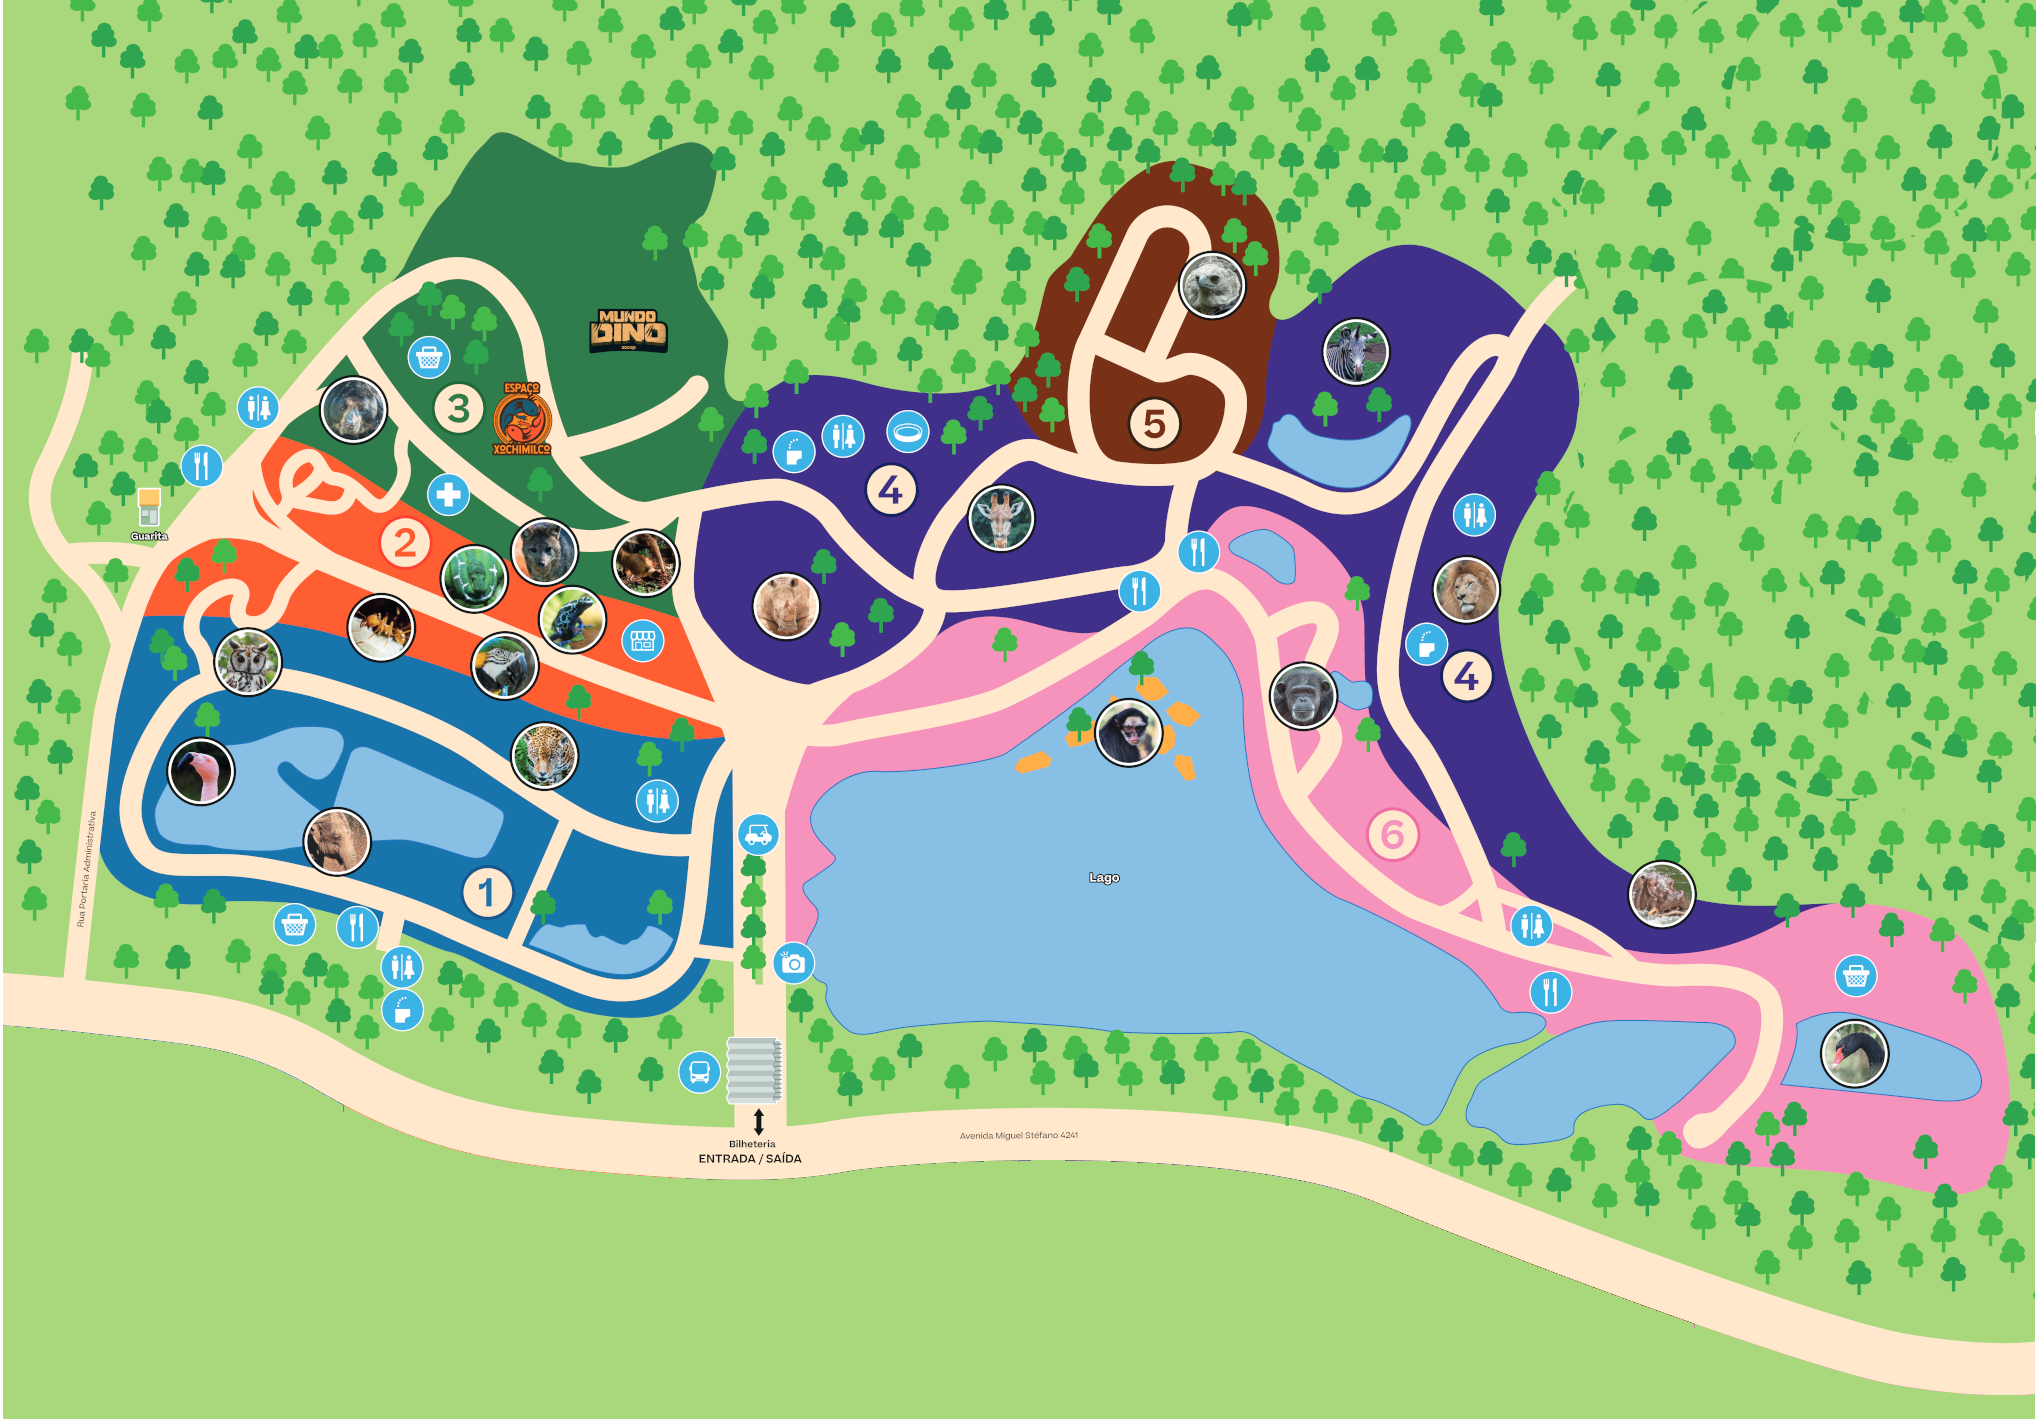 MUNDO
DINO
ZOOSP
ESPAÇO
XOCHIMILCO
3
5
4
2
Guarita
4
6
Rua Portaria Administrativa
Lago
1
Avenida Miguel Stéfano 4241
Bilheteria
ENTRADA / SAÍDA